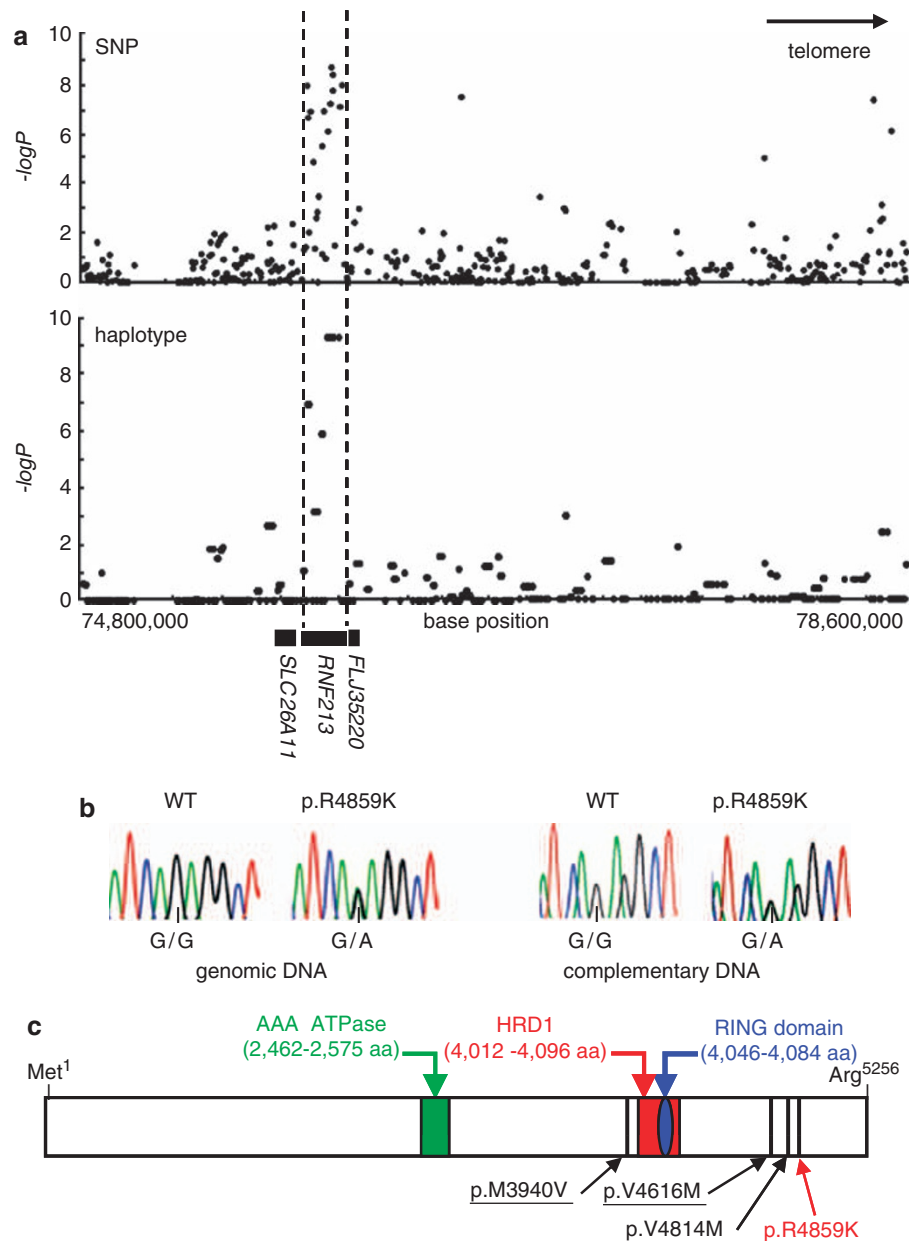 a
SNP
telomere
10
8
6
4
2
0
-logP
haplotype
10
8
6
4
2
0
-logP
74,800,000
base position
78,600,000
SLC26A11
RNF213
FLJ35220
b
WT
p.R4859K
WT
p.R4859K
G/G
G/A
G/G
G/A
genomic DNA
complementary DNA
c
AAA ATPase
(2,462-2,575 aa)
HRD1
(4,012 -4,096 aa)
RING domain
(4,046-4,084 aa)
Met1
Arg5256
p.M3940V
p.V4616M
p.V4814M
p.R4859K